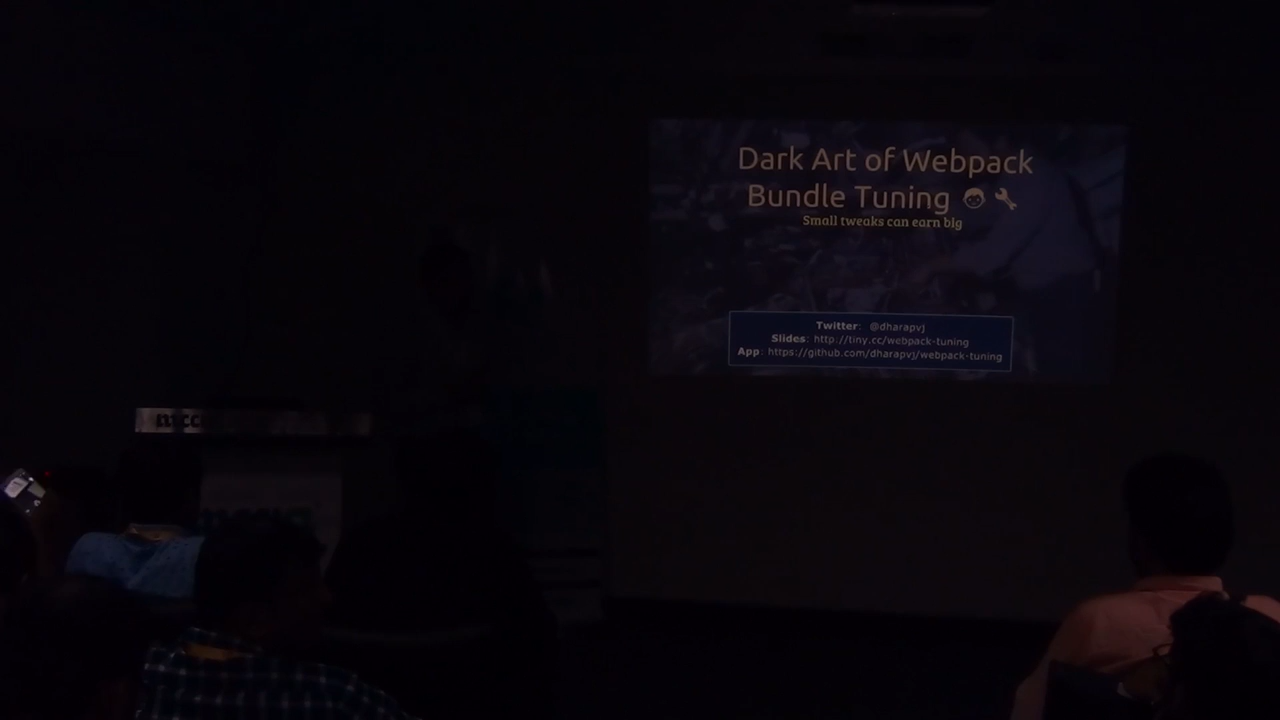 Dark Art of Webpack
Bundle Tuning
Small tweaks can earn big
Twitter: @dharapvj
Slides: http://tiny.cc/webpack-tuning
App: https://github.com/dharapvj/webpack-tuning